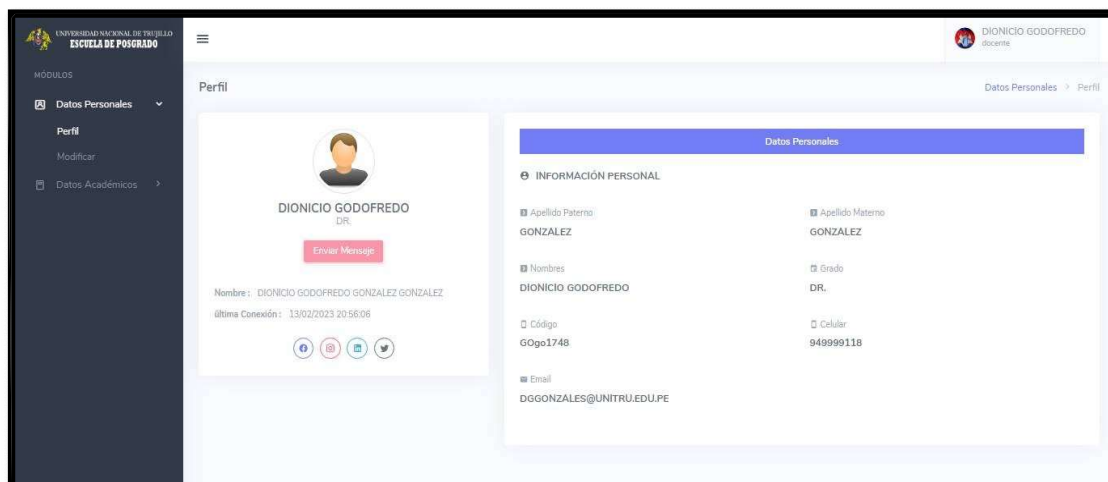 UNIVERSIDAD NACIONAL DE TRUJILLO
ESCUELA DE POSGRADO
DIONICIO GODOFREDO
docente
MÓDULOS
Datos Personales
Perfil
Modificar
Datos Académicos
Perfil
Datos Personales > Perfil
DIONICIO GODOFREDO
DR.
Enviar Mensaje
Nombre : DIONICIO GODOFREDO GONZALEZ GONZALEZ
última Conexión : 13/02/2023 20:56:06
Datos Personales
INFORMACIÓN PERSONAL
Apellido Paterno
GONZALEZ
Apellido Materno
GONZALEZ
Nombres
DIONICIO GODOFREDO
Grado
DR.
Código
GOgo1748
Celular
949999118
Email
DGGONZALES@UNITRU.EDU.PE